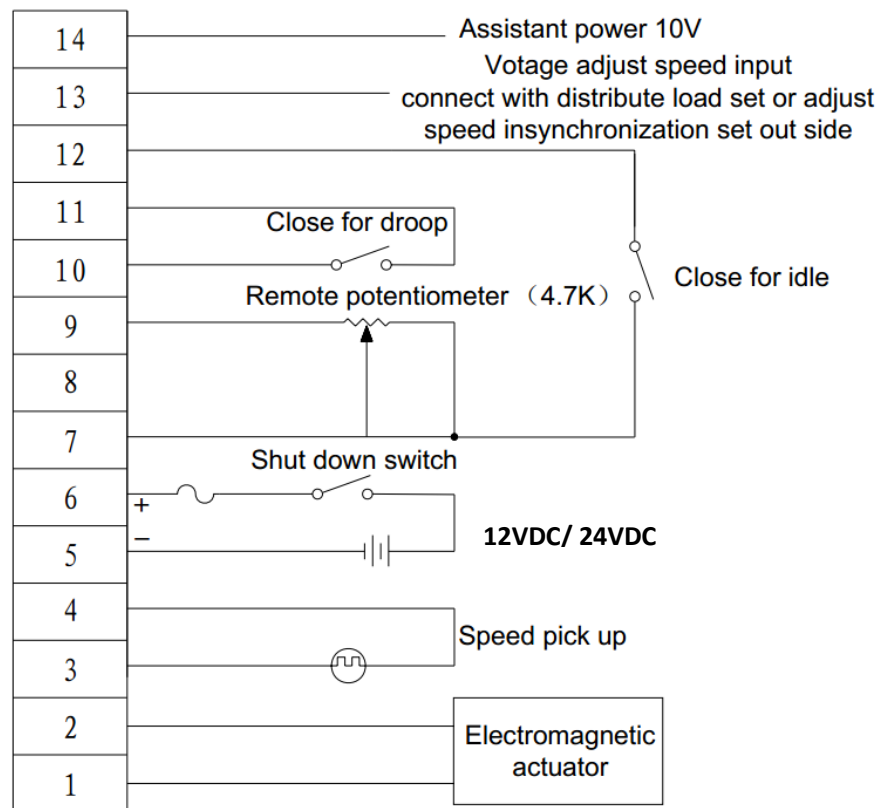 14
Assistant power 10V
Votage adjust speed input
13
connect with distribute load set or adjust
speed insynchronization set out side
12
11
Close for droop
10
Close for idle
Remote potentiometer （4.7K）
9
8
7
Shut down switch
6
+
−
12VDC/ 24VDC
5
4
Speed pick up
3
2
Electromagnetic
actuator
1